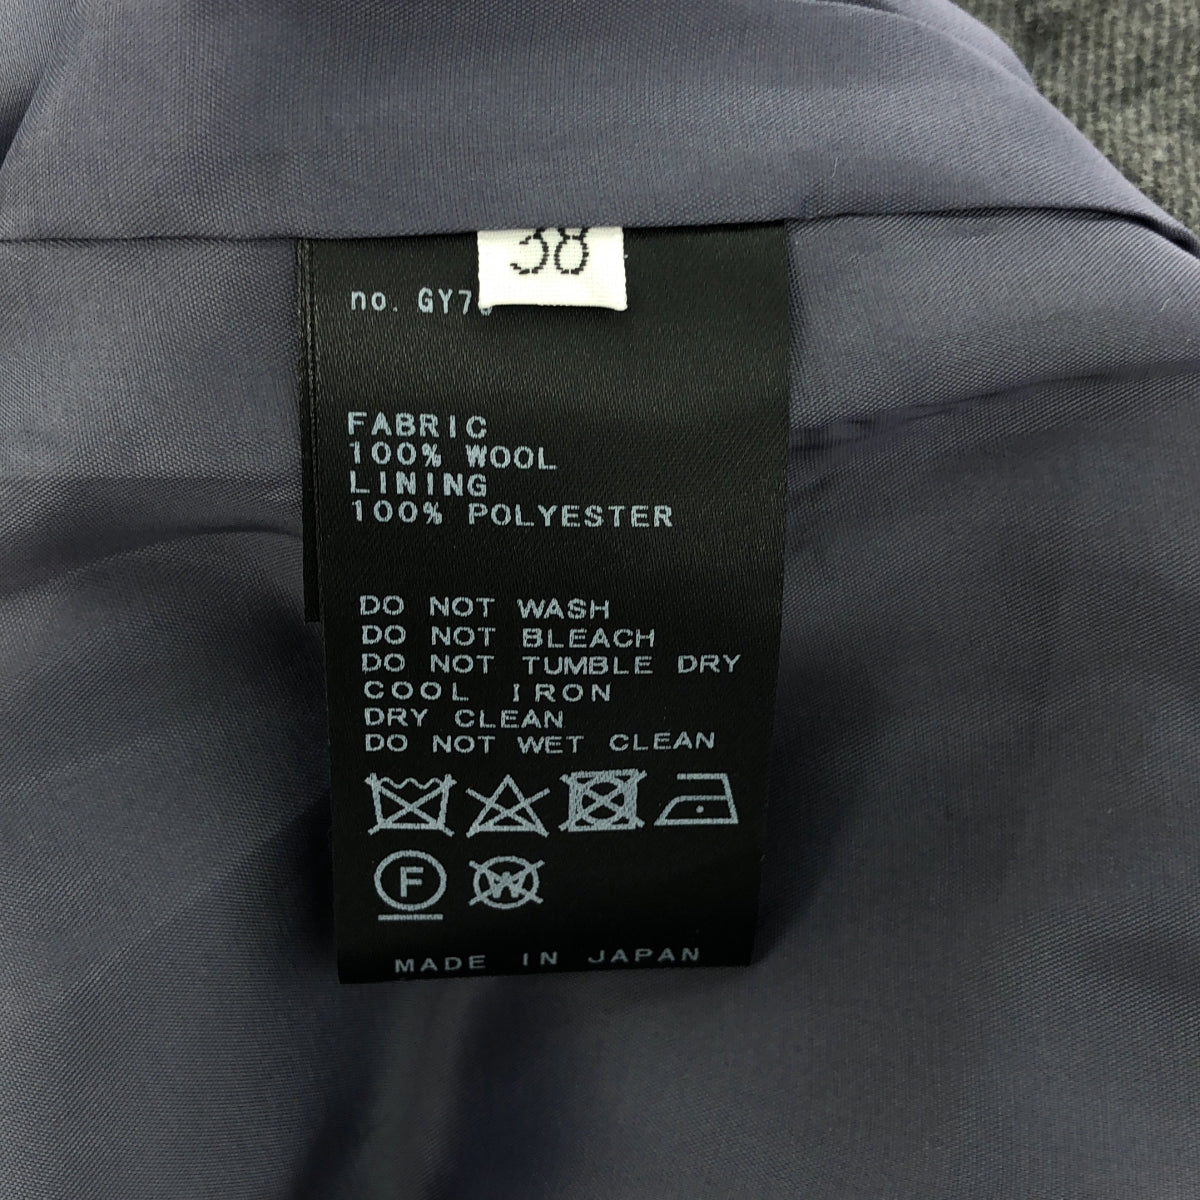 38
no. GY7
FABRIC
100% WOOL
LINING
100% POLYESTER
DO NOT WASH
DO NOT BLEACH
DO NOT TUMBLE DRY
COOL IRON
DRY CLEAN
DO NOT WET CLEAN
F W
MADE IN JAPAN